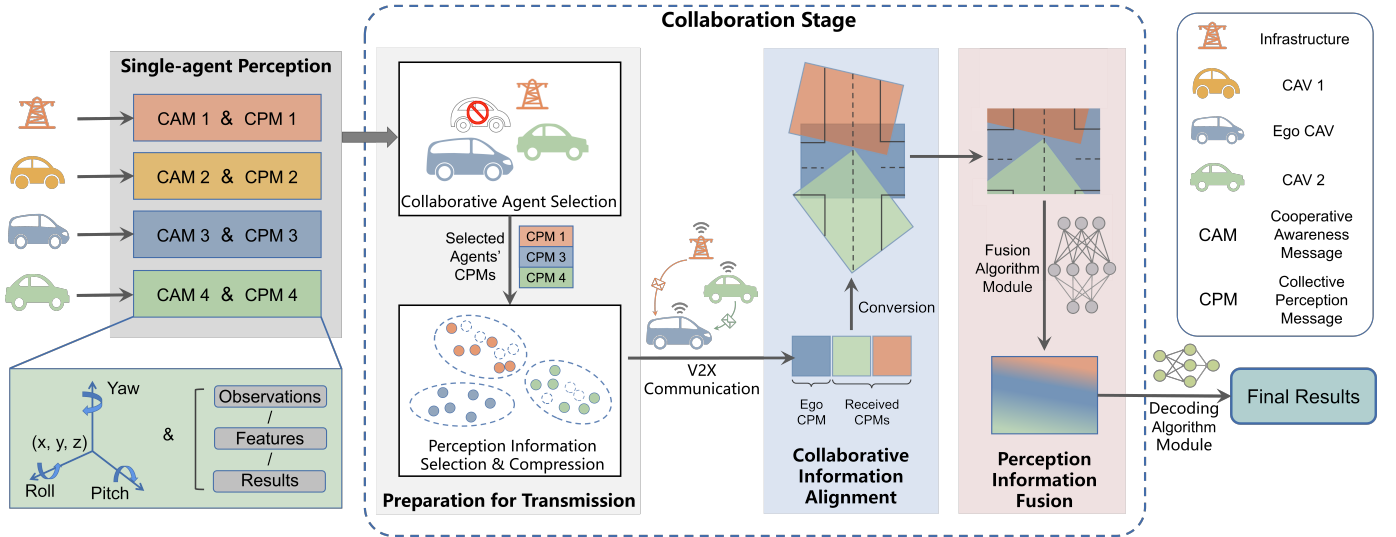 Collaboration Stage
Single-agent Perception
CAM 1 & CPM 1
CAM 2 & CPM 2
CAM 3 & CPM 3
CAM 4 & CPM 4
Yaw
(x, y, z)
Roll
Pitch
&
Observations
/
Features
/
Results
Collaborative Agent Selection
Selected
Agents'
CPMs
CPM 1
CPM 3
CPM 4
Perception Information
Selection & Compression
Preparation for Transmission
V2X
Communication
Conversion
Ego
CPM
Received
CPMs
Collaborative
Information
Alignment
Fusion
Algorithm
Module
Perception
Information
Fusion
Decoding
Algorithm
Module
Final Results
Infrastructure
CAV 1
Ego CAV
CAV 2
CAM
Cooperative
Awareness
Message
CPM
Collective
Perception
Message